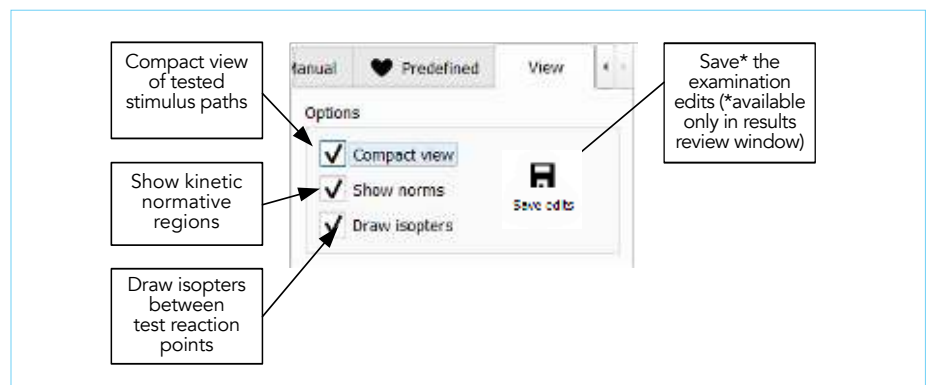 Compact view
of tested
stimulus paths
Show kinetic
normative
regions
Draw isopters
between
test reaction
points
Manual
Predefined
View
Options
Compact view
Show norms
Draw isopters
Save edits
Save* the
examination
edits (*available
only in results
review window)